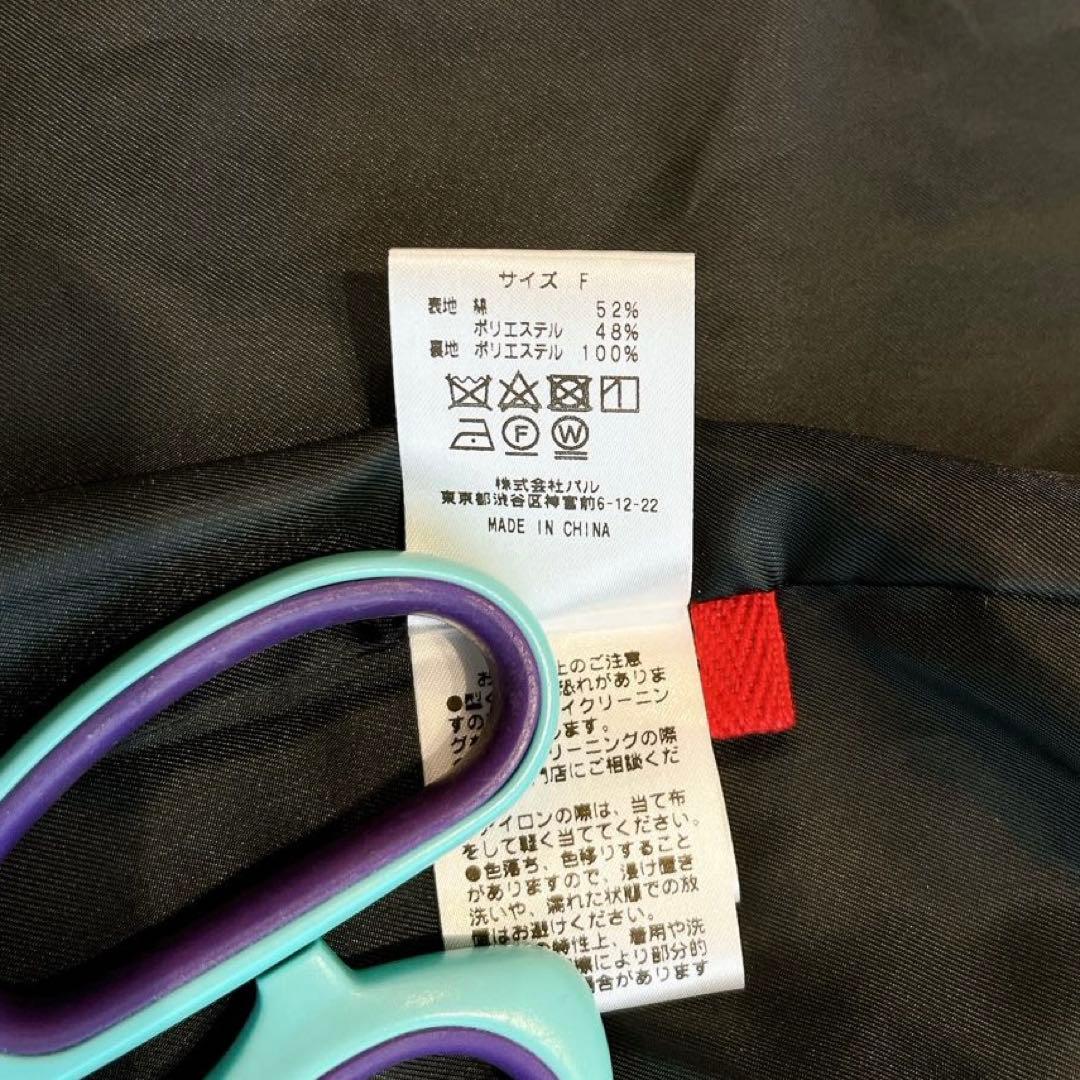 サイズ F
表地 綿 52%
ポリエステル 48%
裏地 ポリエステル 100%
F W
株式会社パル
東京都渋谷区神宮前6-12-22
MADE IN CHINA
上のご注意
恐れがありま
イクリーニン
ます。
リーニングの際
門店にご相談くだ
アイロンの際は、当て布
をして軽く当ててください。
●色落ち、色移りすること
がありますので、浸け置き
洗いや、濡れた状態での放
置はお避けください。
特性上、着用や洗
際により部分的
場合があります